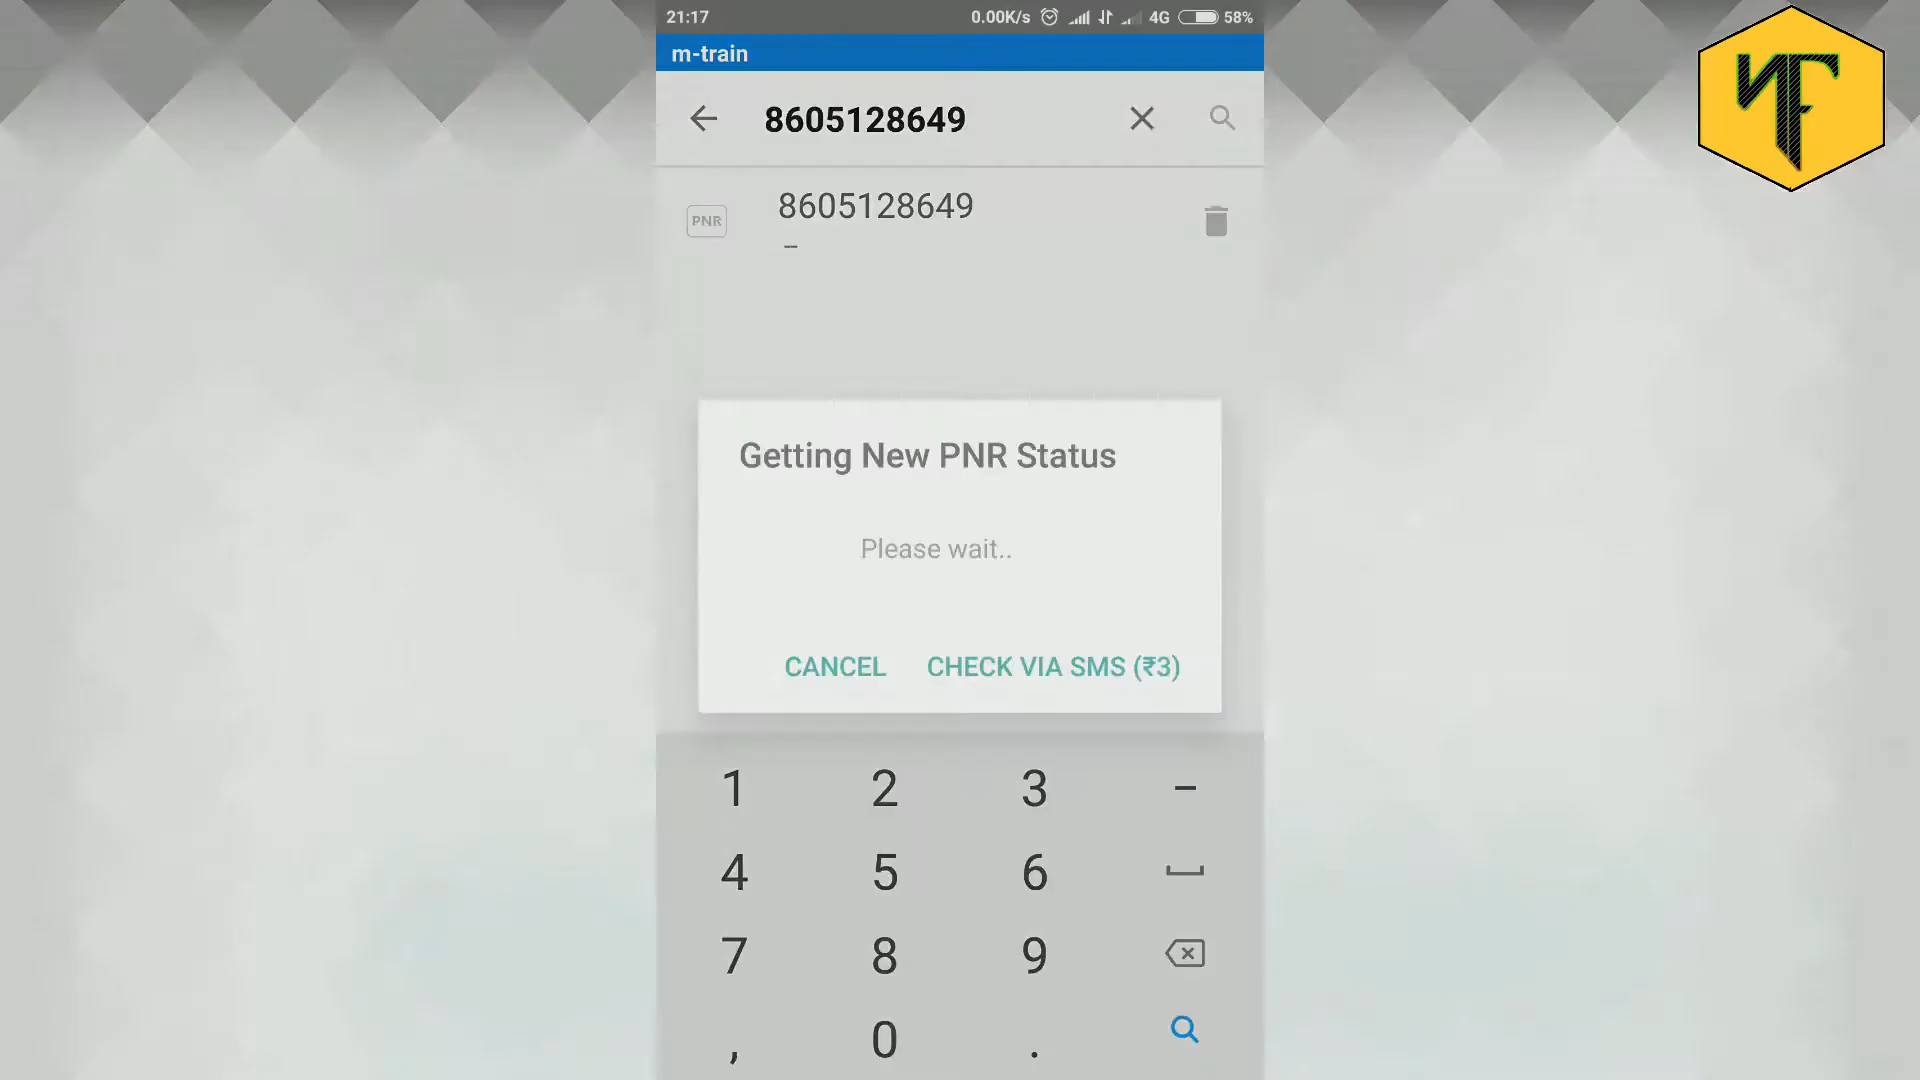 21:17 0.00K/s 4G 58%
m-train
8605128649
PNR 8605128649
--
Getting New PNR Status
Please wait..
CANCEL CHECK VIA SMS (₹3)
1 2 3 -
4 5 6
7 8 9
, 0 .